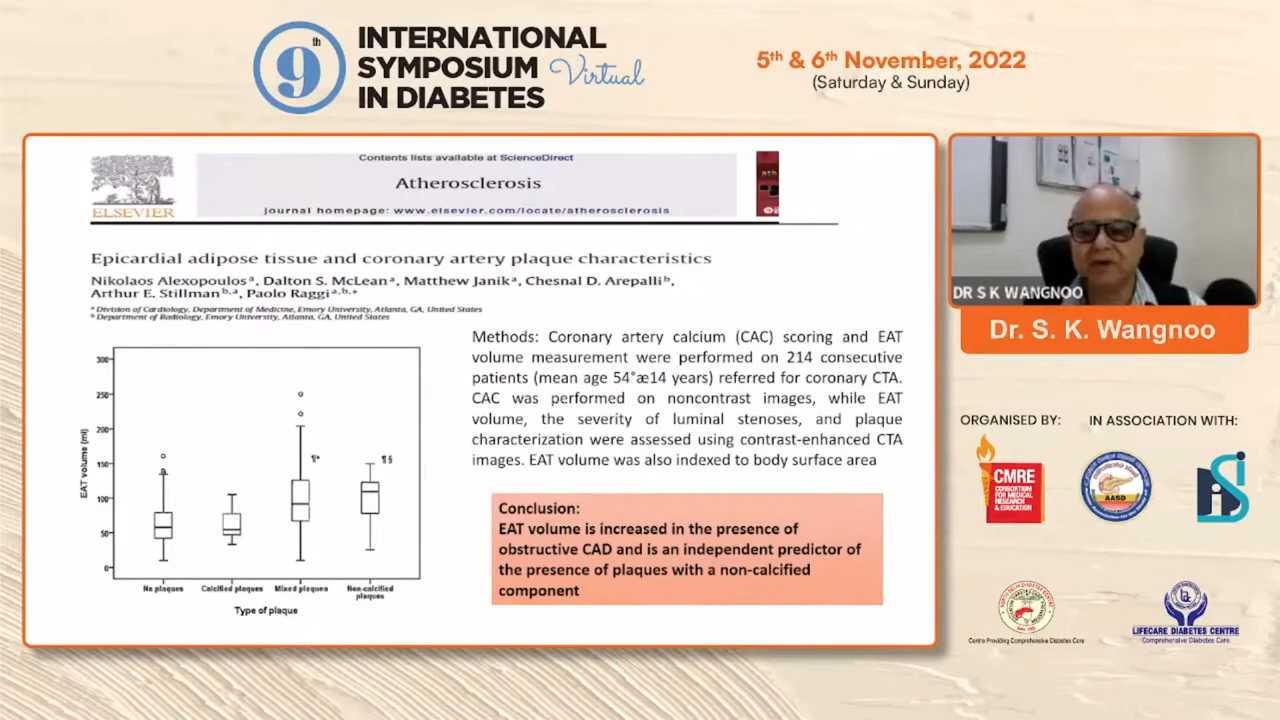 9th
INTERNATIONAL
SYMPOSIUM Virtual
IN DIABETES
5th & 6th November, 2022
(Saturday & Sunday)
Contents lists available at ScienceDirect
Atherosclerosis
journal homepage: www.elsevier.com/locate/atherosclerosis
ELSEVIER
Epicardial adipose tissue and coronary artery plaque characteristics
Nikolaos Alexopoulos a, Dalton S. McLean a, Matthew Janik a, Chesnal D. Arepalli b,
Arthur E. Stillman b,a, Paolo Raggi a,b,*
a Division of Cardiology, Department of Medicine, Emory University, Atlanta, GA, United States
b Department of Radiology, Emory University, Atlanta, GA, United States
EAT volume (ml)
300
250
200
150
100
50
0
¶*
¶§
No plaques
Calcified plaques
Mixed plaques
Non-calcified
plaques
Type of plaque
Methods: Coronary artery calcium (CAC) scoring and EAT
volume measurement were performed on 214 consecutive
patients (mean age 54˚æ14 years) referred for coronary CTA.
CAC was performed on noncontrast images, while EAT
volume, the severity of luminal stenoses, and plaque
characterization were assessed using contrast-enhanced CTA
images. EAT volume was also indexed to body surface area
Conclusion:
EAT volume is increased in the presence of
obstructive CAD and is an independent predictor of
the presence of plaques with a non-calcified
component
DR S K WANGNOO
Dr. S. K. Wangnoo
ORGANISED BY:
IN ASSOCIATION WITH:
CMRE
CONSORTIUM
FOR MEDICAL
RESEARCH
& EDUCATION
AASD
Centre Providing Comprehensive Diabetes Care
LIFECARE DIABETES CENTRE
Comprehensive Diabetes Care